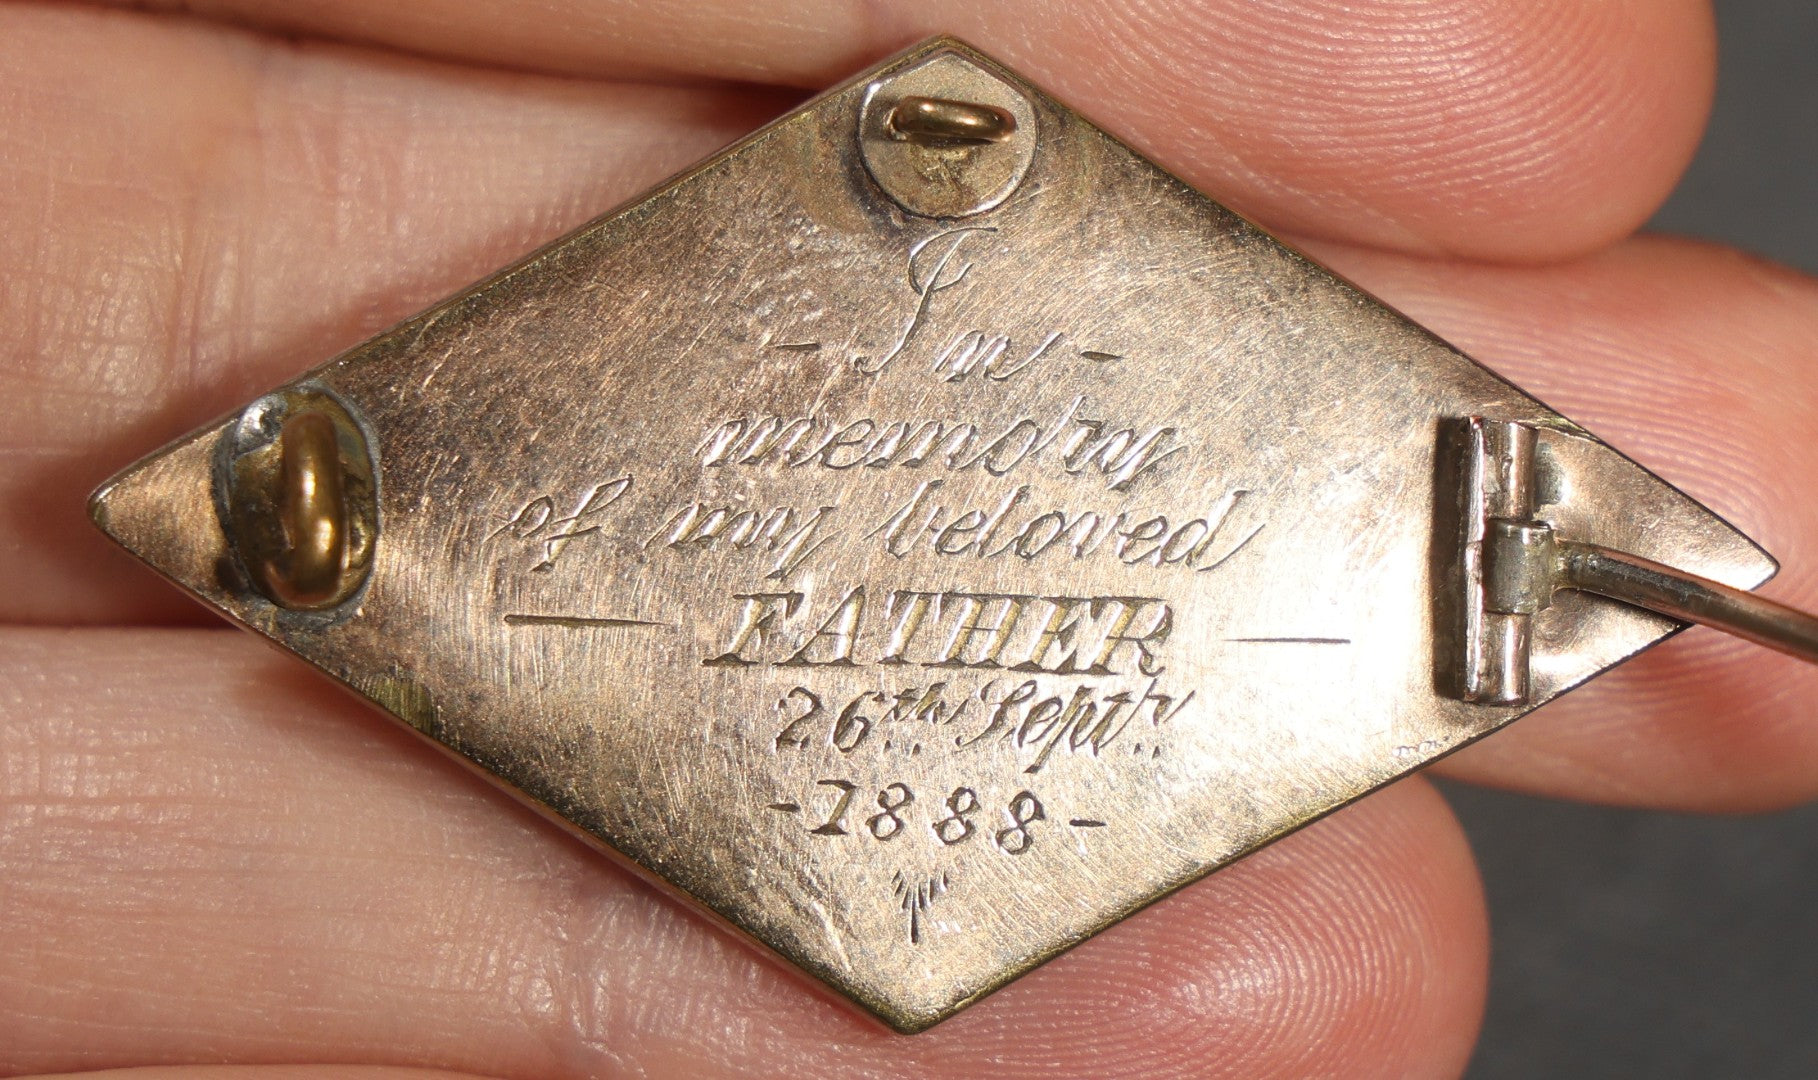 - In -
memory
of my beloved
— FATHER —
26th Septr.
- 1888 -